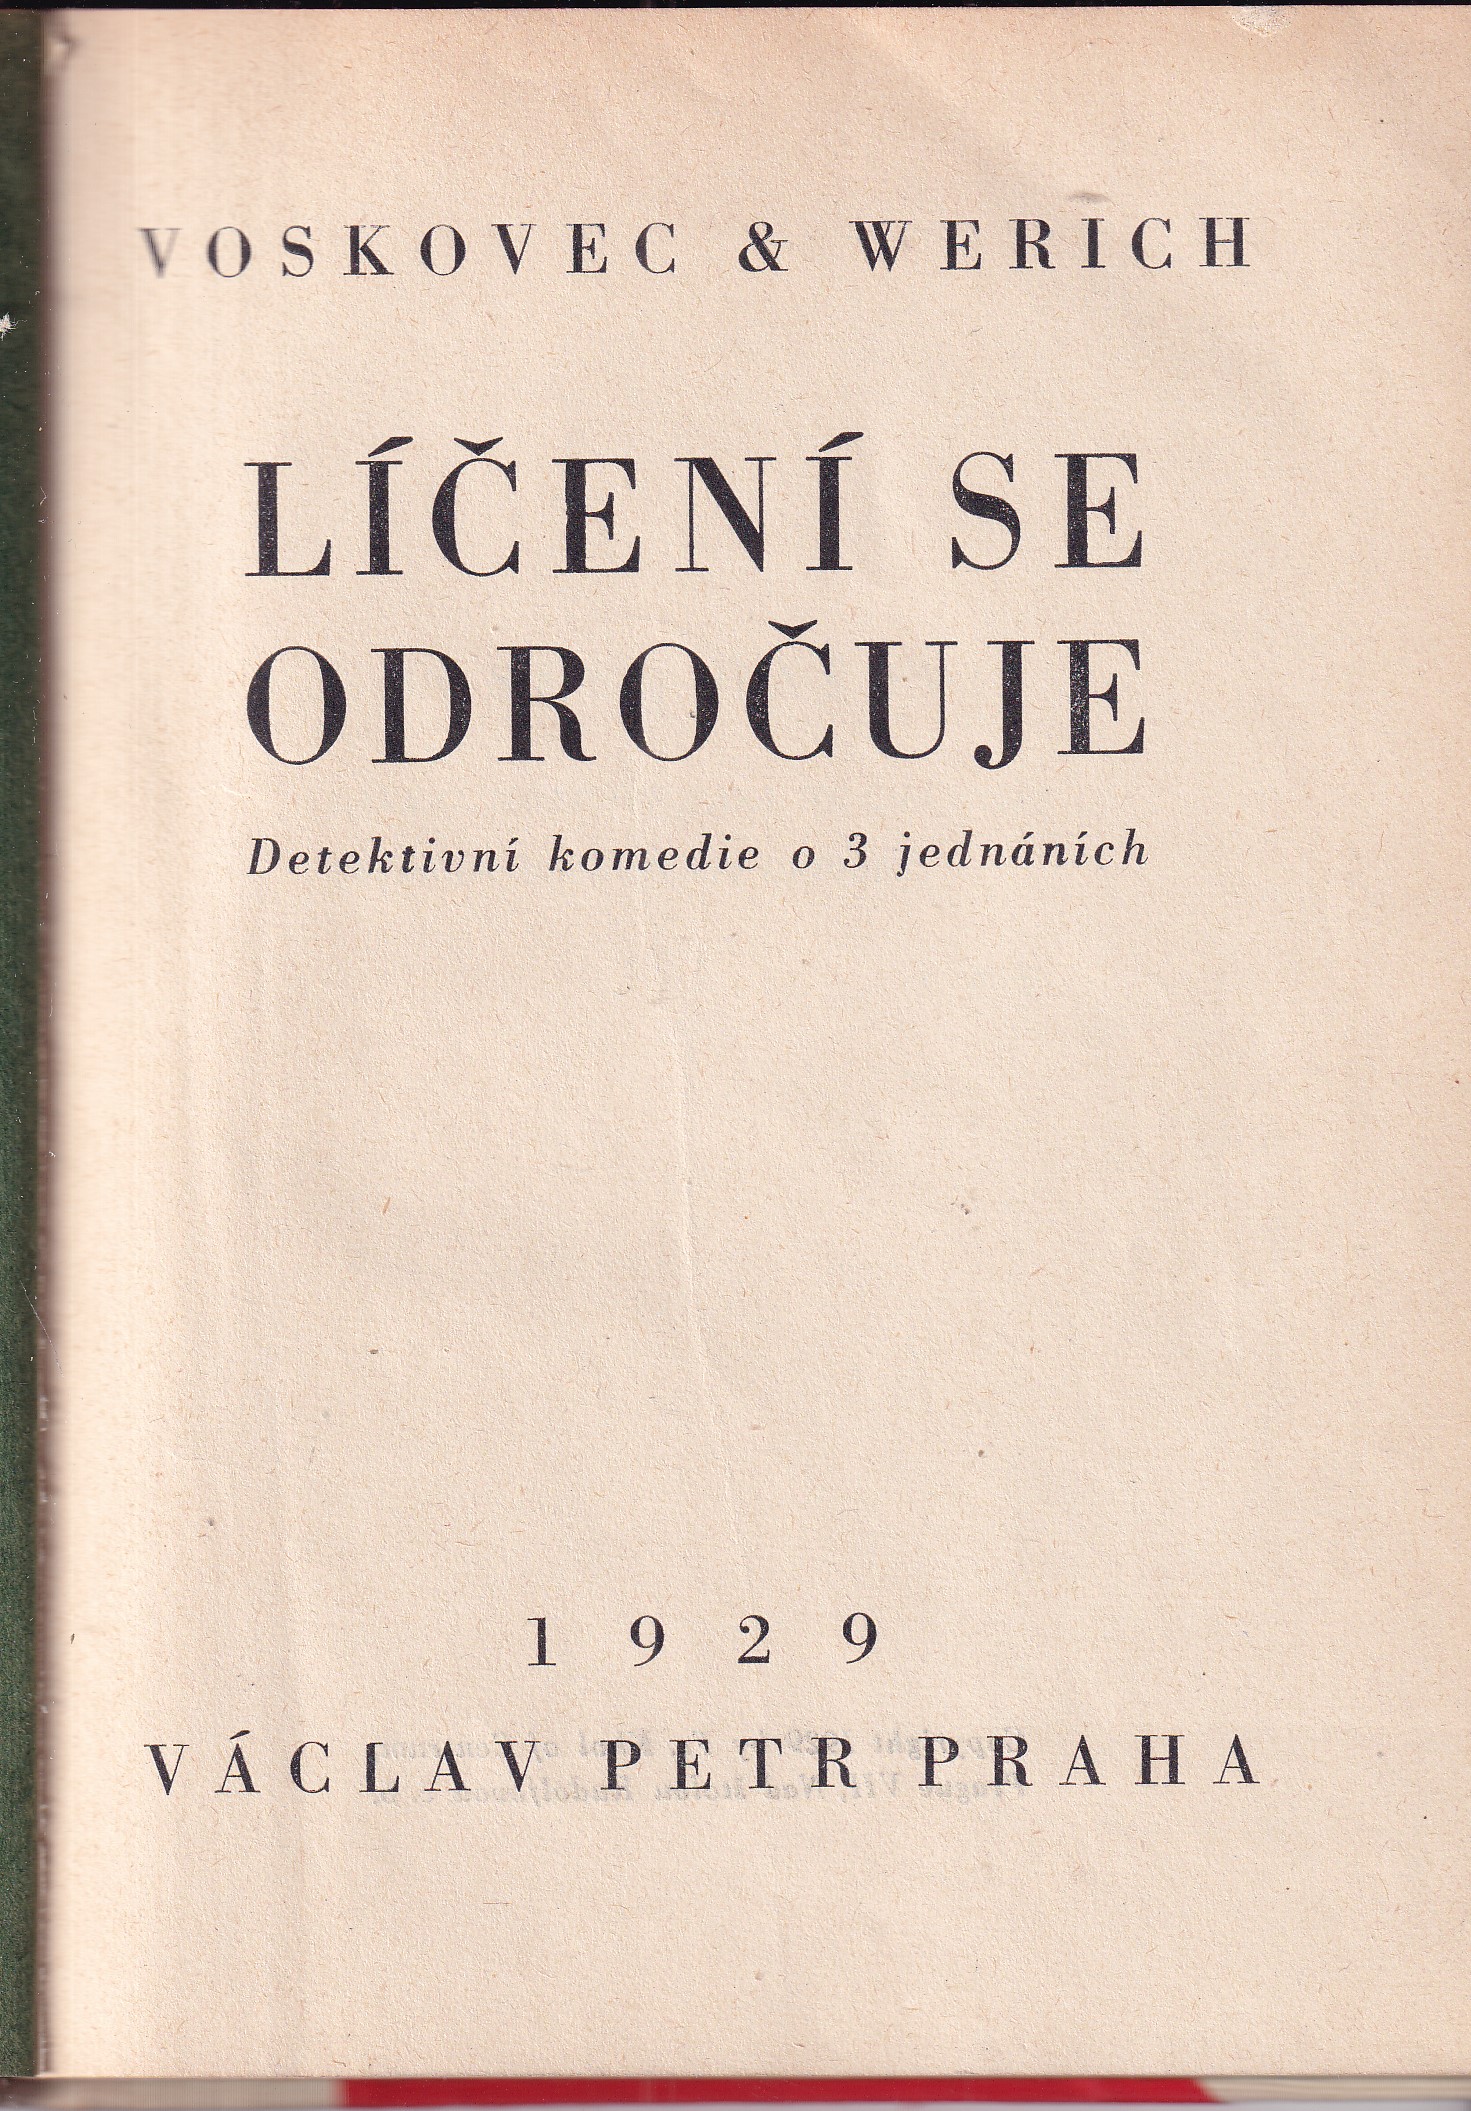 VOSKOVEC & WERICH
LÍČENÍ SE
ODROČUJE
Detektivní komedie o 3 jednáních
1929
VÁCLAV PETR PRAHA